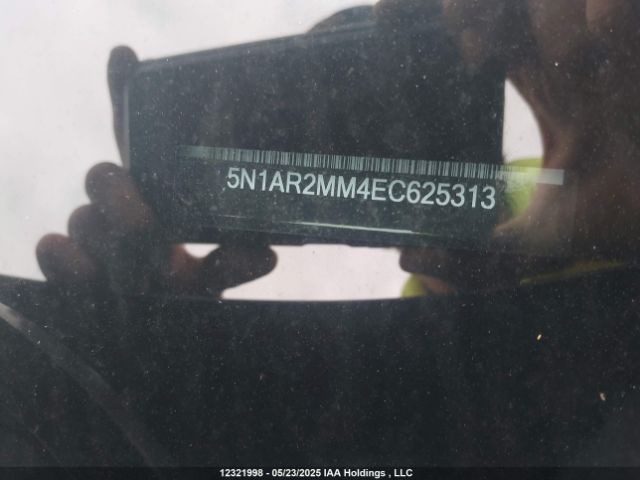 5N1AR2MM4EC625313
12321998 - 05/23/2025 IAA Holdings , LLC